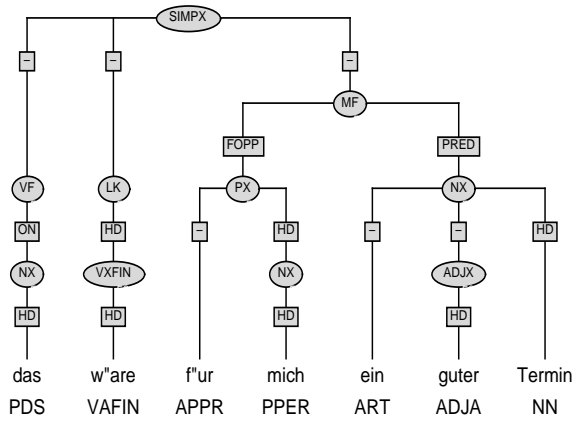 SIMPX
– – –
MF
FOPP PRED
VF LK PX NX
ON HD – HD – – HD
NX VXFIN NX ADJX
HD HD HD HD
das w"are f"ur mich ein guter Termin
PDS VAFIN APPR PPER ART ADJA NN